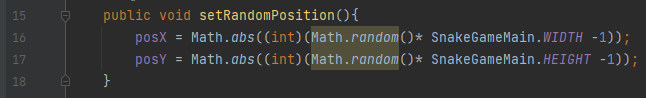 15 public void setRandomPosition(){
16 posX = Math.abs((int)(Math.random()* SnakeGameMain.WIDTH -1));
17 posY = Math.abs((int)(Math.random()* SnakeGameMain.HEIGHT -1));
18 }